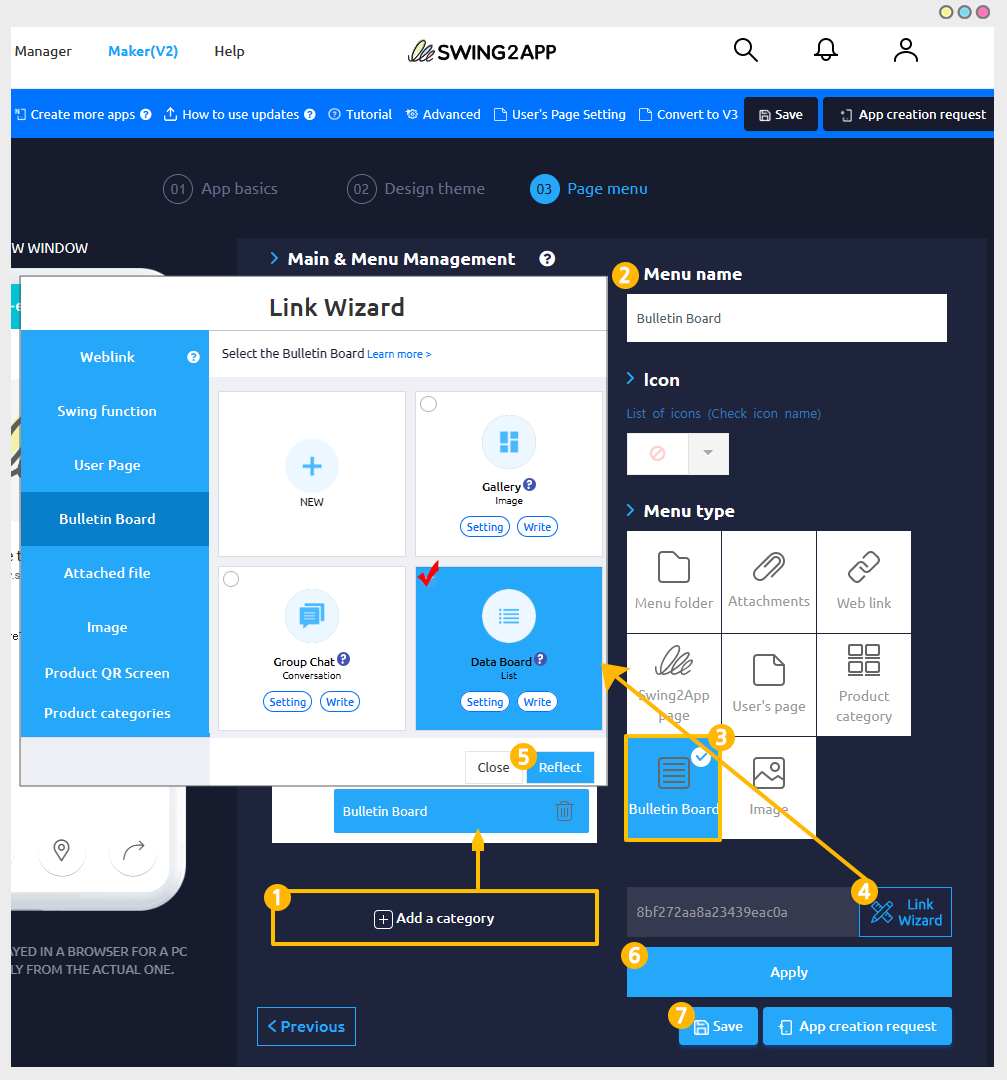 Manager
Maker(V2)
Help
SWING2APP
Create more apps ?
How to use updates ?
Tutorial
Advanced
User's Page Setting
Convert to V3
Save
App creation request
01 App basics
02 Design theme
03 Page menu
W WINDOW
Main & Menu Management ?
Link Wizard
Weblink ?
Swing function
User Page
Bulletin Board
Attached file
Image
Product QR Screen
Product categories
Select the Bulletin Board Learn more >
NEW
Gallery ?
Image
Setting Write
Group Chat ?
Conversation
Setting Write
Data Board ?
List
Setting Write
Close
5
Reflect
Bulletin Board
1
Add a category
2 Menu name
Bulletin Board
Icon
List of icons (Check icon name)
Menu type
Menu folder
Attachments
Web link
Swing2App
page
User's page
Product
category
3
Bulletin Board
Image
8bf272aa8a23439eac0a
4
Link
Wizard
6
Apply
AYED IN A BROWSER FOR A PC
LY FROM THE ACTUAL ONE.
Previous
7
Save
App creation request